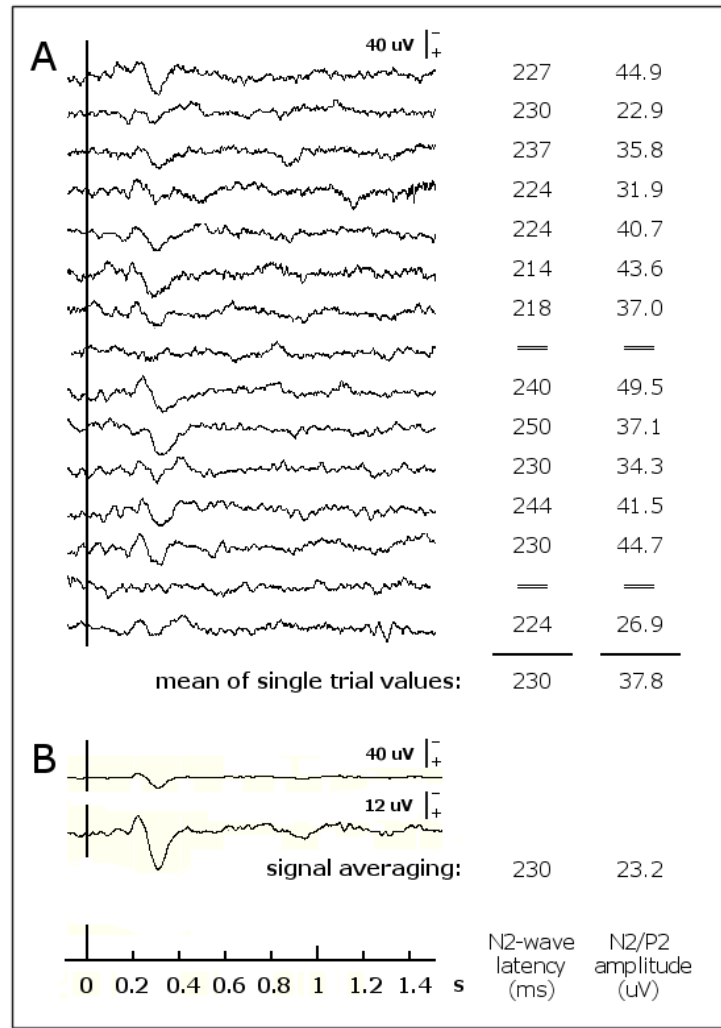 A
40 uV - +
227 44.9
230 22.9
237 35.8
224 31.9
224 40.7
214 43.6
218 37.0
= =
240 49.5
250 37.1
230 34.3
244 41.5
230 44.7
= =
224 26.9
mean of single trial values: 230 37.8
B
40 uV - +
12 uV - +
signal averaging: 230 23.2
N2-wave latency (ms)
N2/P2 amplitude (uV)
0 0.2 0.4 0.6 0.8 1 1.2 1.4 s